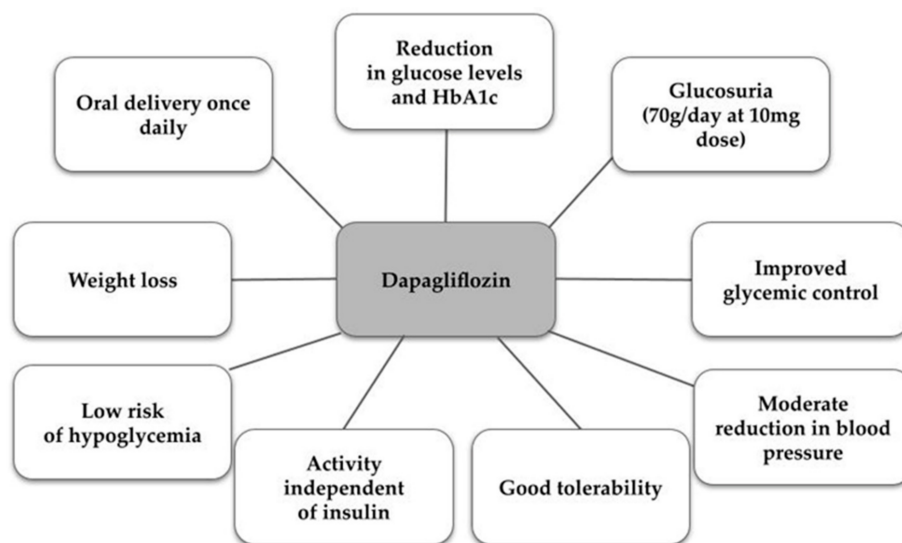 Reduction
in glucose levels
and HbA1c
Oral delivery once
daily
Glucosuria
(70g/day at 10mg
dose)
Weight loss
Dapagliflozin
Improved
glycemic control
Low risk
of hypoglycemia
Activity
independent
of insulin
Good tolerability
Moderate
reduction in blood
pressure